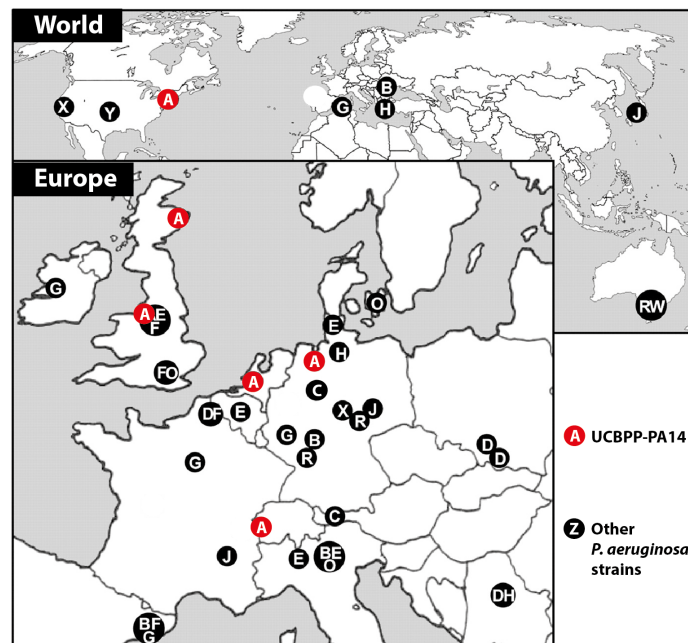 World
A
B
X
Y
G
H
J
Europe
A
G
O
RW
A
E
F
E
H
A
FO
A
C
DF
E
X
J
R
A UCBPP-PA14
G
B
D
G
R
D
C
A
Z Other
P. aeruginosa
strains
J
E
BE
O
DH
BF
G